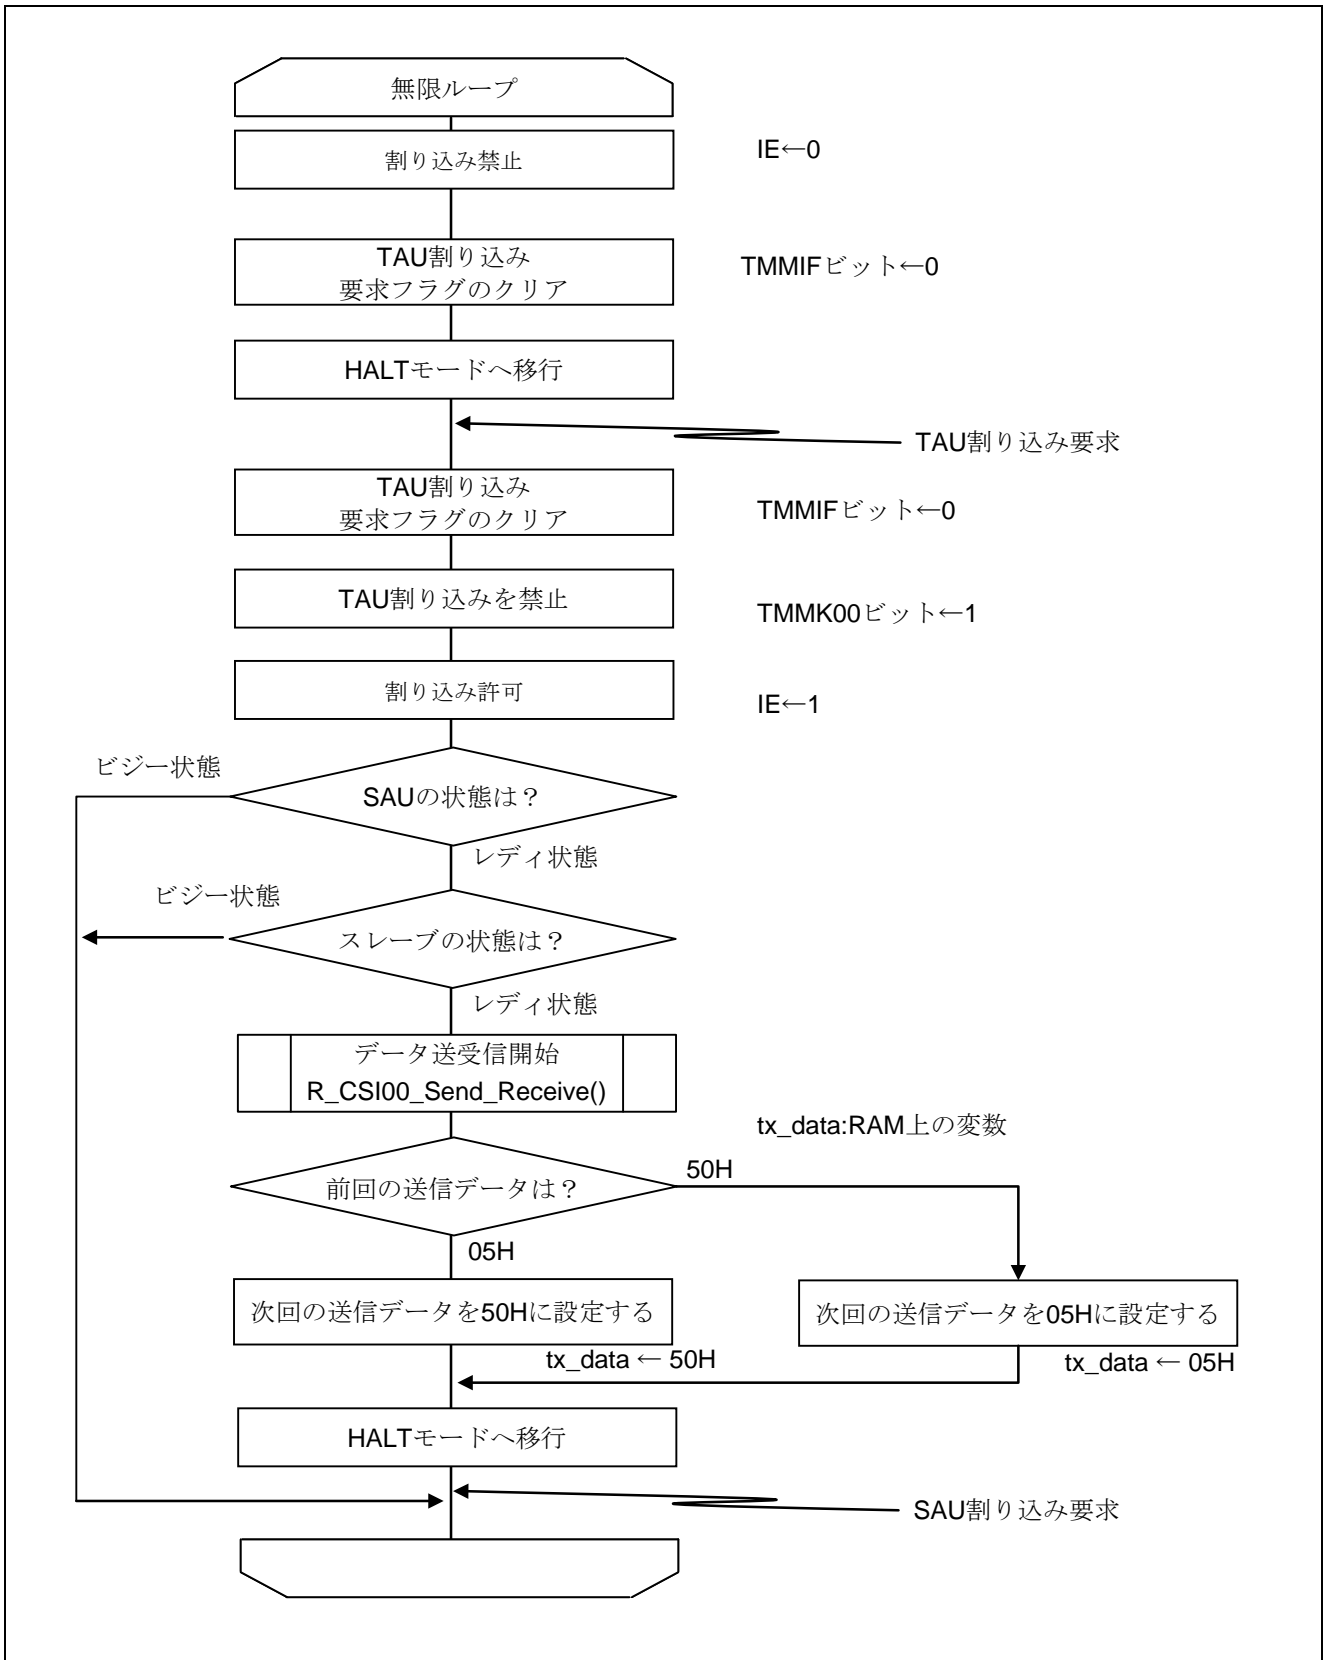 無限ループ
割り込み禁止
IE←0
TAU割り込み
要求フラグのクリア
TMMIFビット←0
HALTモードへ移行
TAU割り込み要求
TAU割り込み
要求フラグのクリア
TMMIFビット←0
TAU割り込みを禁止
TMMK00ビット←1
割り込み許可
IE←1
ビジー状態
SAUの状態は？
レディ状態
ビジー状態
スレーブの状態は？
レディ状態
データ送受信開始
R_CSI00_Send_Receive()
tx_data:RAM上の変数
前回の送信データは？
50H
05H
次回の送信データを50Hに設定する
次回の送信データを05Hに設定する
tx_data ← 50H
tx_data ← 05H
HALTモードへ移行
SAU割り込み要求